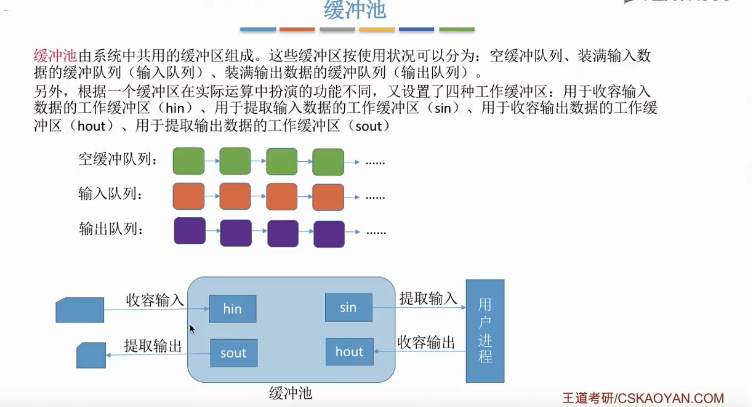 缓冲池
缓冲池由系统中共用的缓冲区组成。这些缓冲区按使用状况可以分为：空缓冲队列、装满输入数
据的缓冲队列（输入队列）、装满输出数据的缓冲队列（输出队列）。
另外，根据一个缓冲区在实际运算中扮演的功能不同，又设置了四种工作缓冲区：用于收容输入
数据的工作缓冲区（hin）、用于提取输入数据的工作缓冲区（sin）、用于收容输出数据的工作缓
冲区（hout）、用于提取输出数据的工作缓冲区（sout）
空缓冲队列：
......
输入队列：
......
输出队列：
......
收容输入
hin
sin
提取输入
用户进程
提取输出
sout
hout
收容输出
缓冲池
王道考研/CSKAOYAN.COM